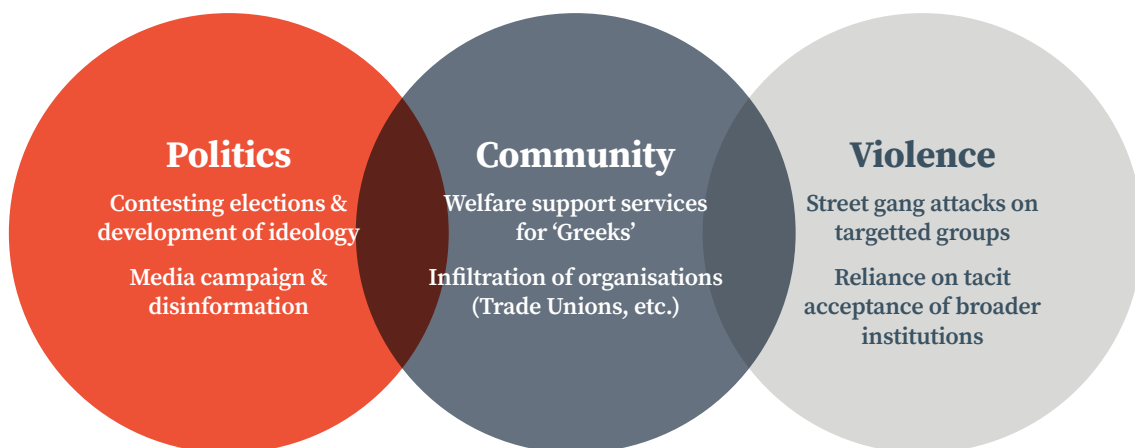 Politics
Contesting elections &
development of ideology
Media campaign &
disinformation
Community
Welfare support services
for ‘Greeks’
Infiltration of organisations
(Trade Unions, etc.)
Violence
Street gang attacks on
targetted groups
Reliance on tacit
acceptance of broader
institutions